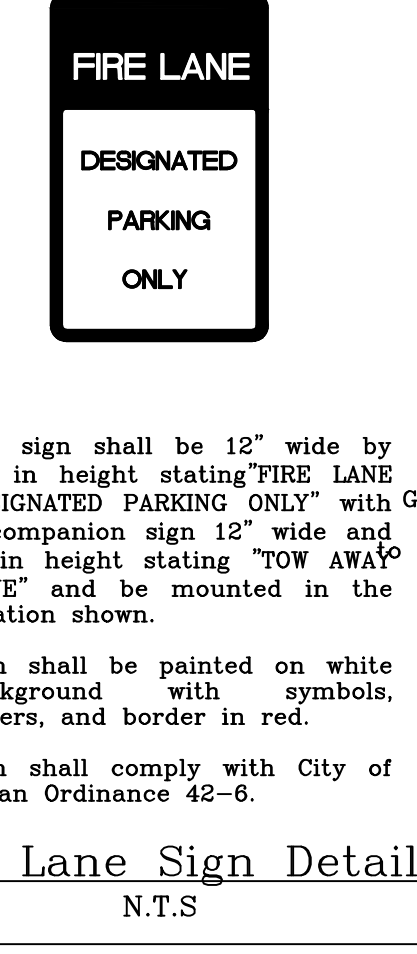 FIRE LANE
DESIGNATED
PARKING
ONLY
sign shall be 12" wide by
in height stating"FIRE LANE
IGNATED PARKING ONLY" with G
ompanion sign 12" wide and
in height stating "TOW AWAY to
E" and be mounted in the
ation shown.
n shall be painted on white
kground with symbols,
ers, and border in red.
n shall comply with City of
an Ordinance 42-6.
Lane Sign Detail
N.T.S